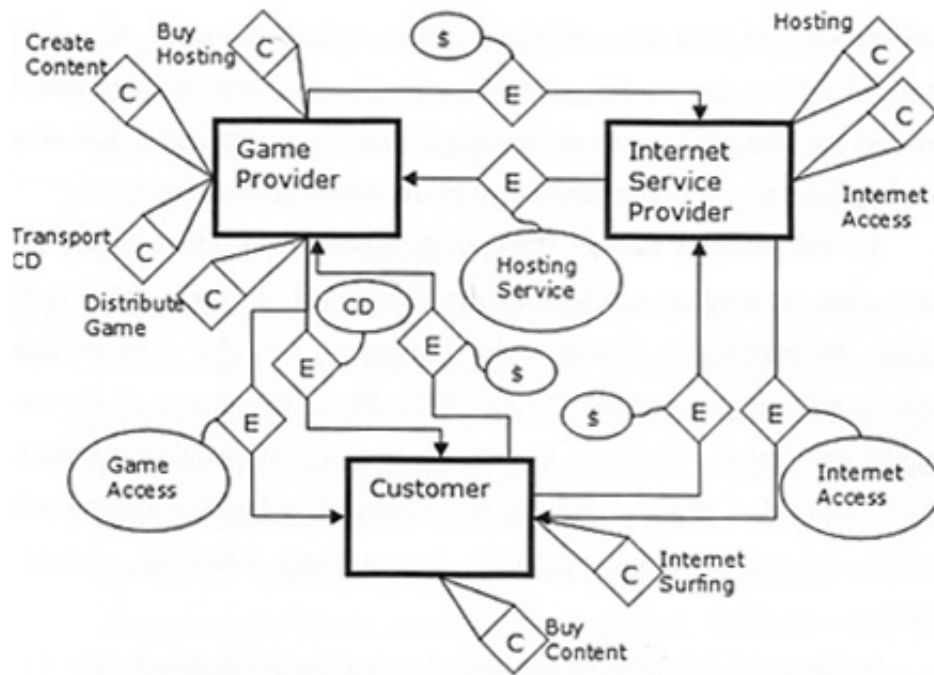 Create
Content
C
Buy
Hosting
C
$
E
Hosting
C
C
Internet
Access
Game
Provider
Internet
Service
Provider
E
Hosting
Service
Transport
CD
C
Distribute
Game
C
CD
E
E
E
$
$
E
E
Game
Access
Internet
Access
Customer
C
Internet
Surfing
C
Buy
Content